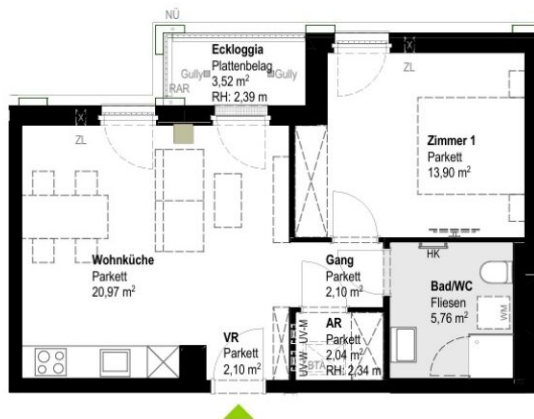 NÜ
Eckloggia
Plattenbelag
Gully 3,52 m² Gully
RAR RH: 2,39 m
X
ZL
X
ZL
Zimmer 1
Parkett
13,90 m²
Wohnküche
Parkett
20,97 m²
Gang
Parkett
2,10 m²
HK
Bad/WC
Fliesen
5,76 m²
WM
VR
Parkett
2,10 m²
UV-W UV-M
AR
Parkett
2,04 m²
BTA
RH: 2,34 m